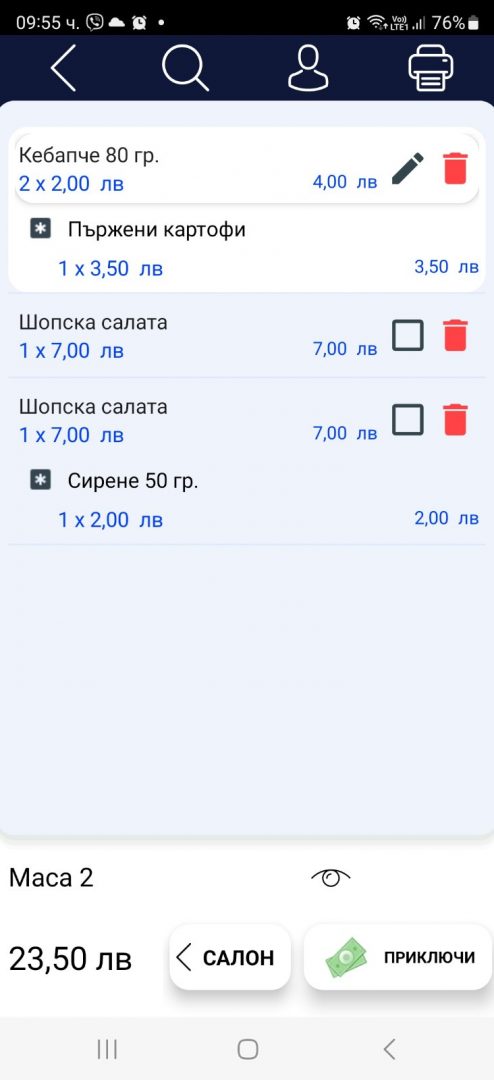 09:55 ч.
Vo)) LTE1 76%
Кебапче 80 гр.
2 x 2,00 лв 4,00 лв
Пържени картофи
1 x 3,50 лв 3,50 лв
Шопска салата
1 x 7,00 лв 7,00 лв
Шопска салата
1 x 7,00 лв 7,00 лв
Сирене 50 гр.
1 x 2,00 лв 2,00 лв
Маса 2
23,50 лв САЛОН ПРИКЛЮЧИ